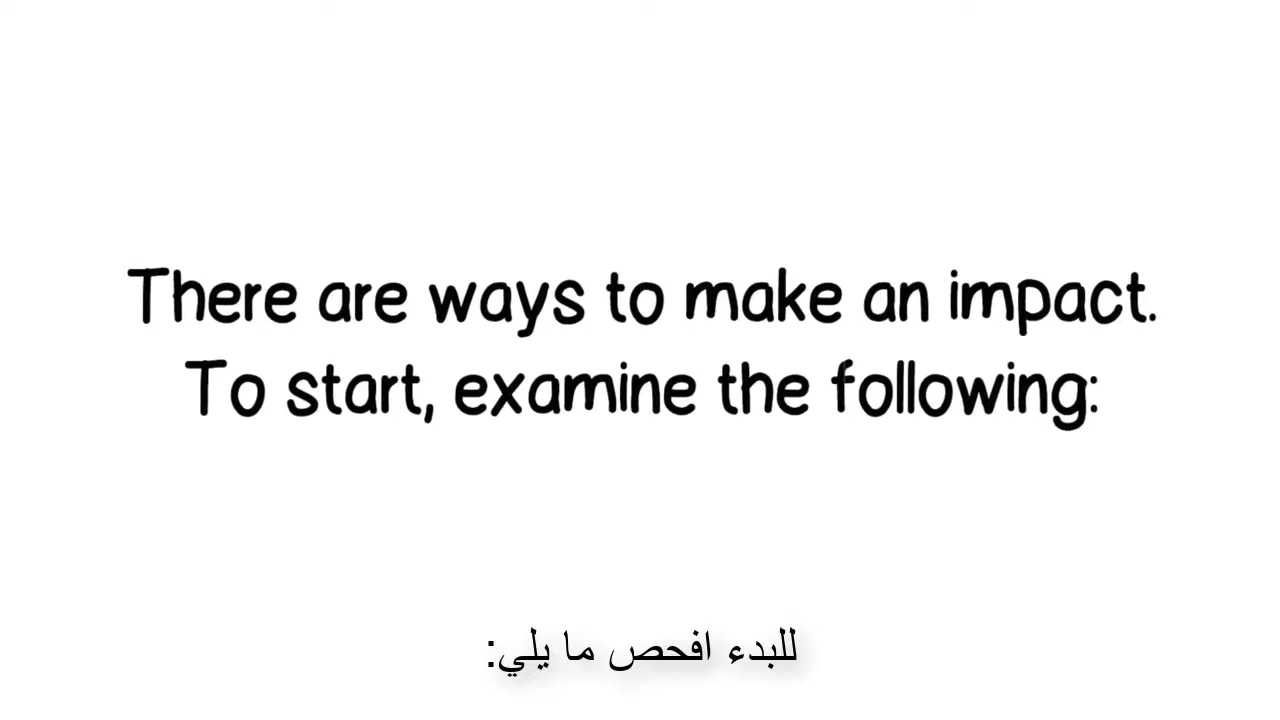 There are ways to make an impact.
To start, examine the following:
للبدء افحص ما يلي: